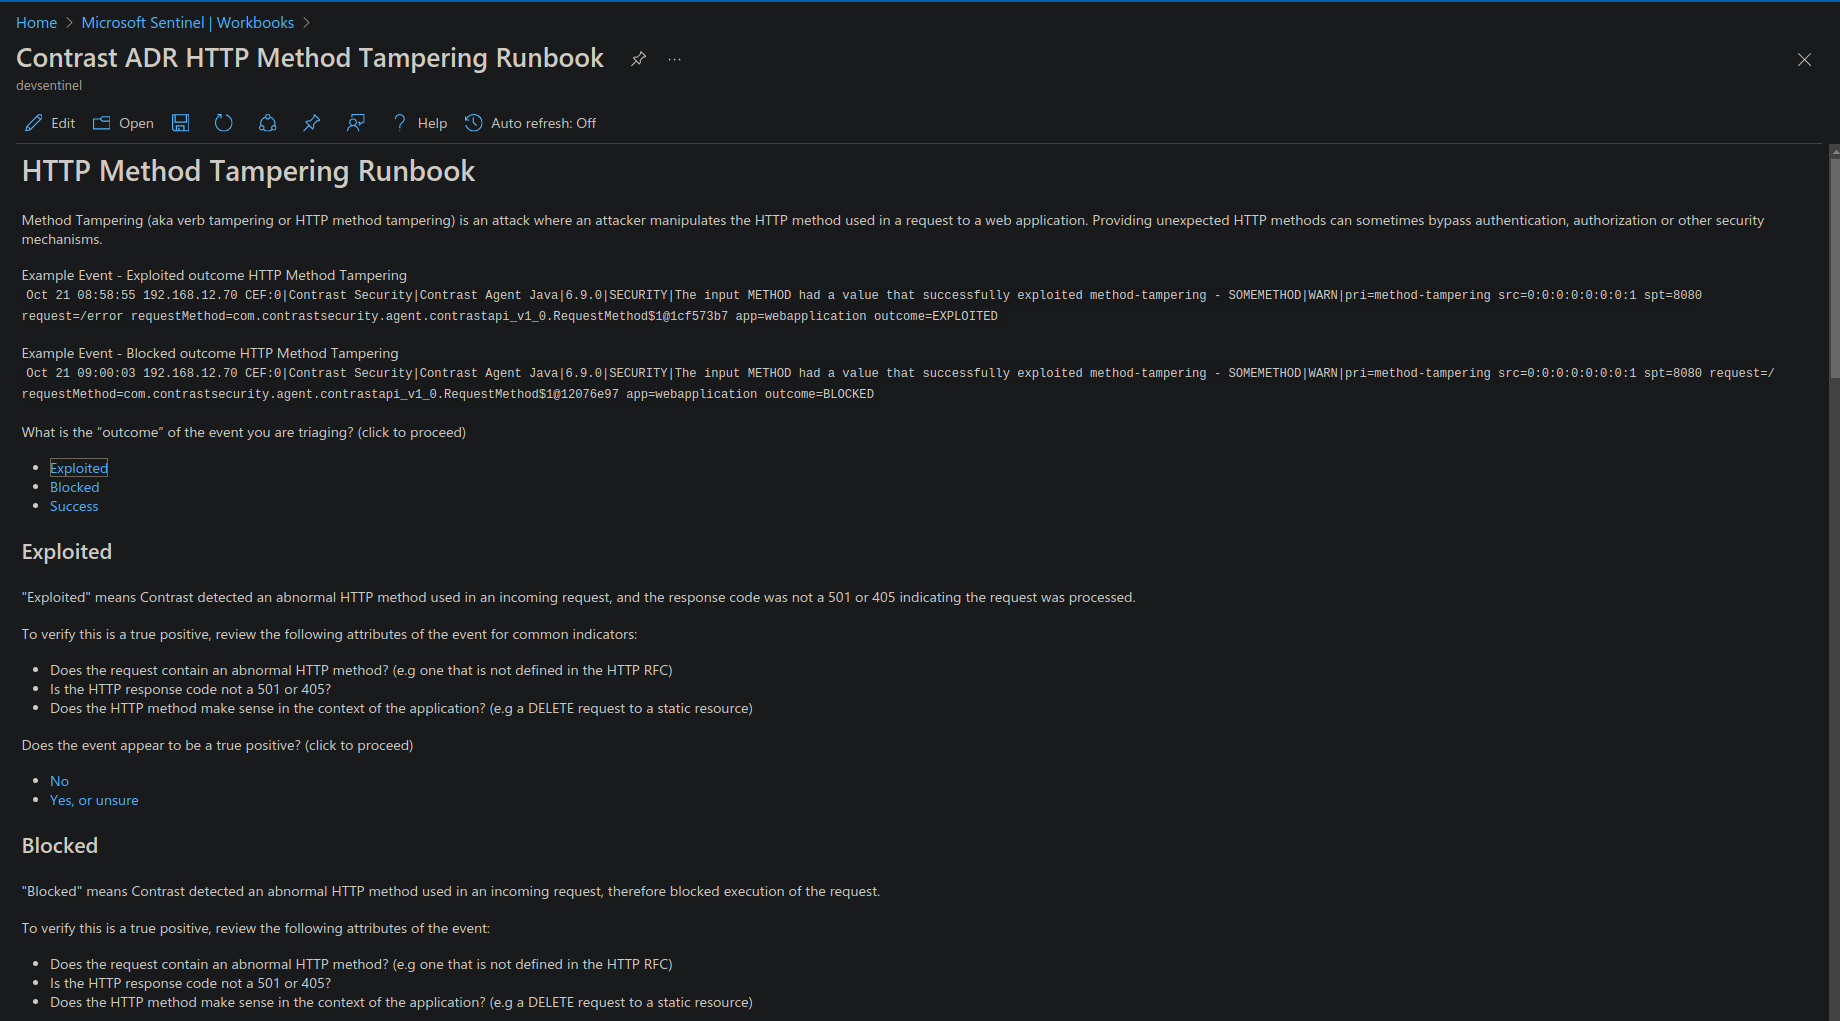 Home > Microsoft Sentinel | Workbooks >
Contrast ADR HTTP Method Tampering Runbook
devsentinel
Edit Open Help Auto refresh: Off
HTTP Method Tampering Runbook
Method Tampering (aka verb tampering or HTTP method tampering) is an attack where an attacker manipulates the HTTP method used in a request to a web application. Providing unexpected HTTP methods can sometimes bypass authentication, authorization or other security
mechanisms.
Example Event - Exploited outcome HTTP Method Tampering
Oct 21 08:58:55 192.168.12.70 CEF:0|Contrast Security|Contrast Agent Java|6.9.0|SECURITY|The input METHOD had a value that successfully exploited method-tampering - SOMEMETHOD|WARN|pri=method-tampering src=0:0:0:0:0:0:0:1 spt=8080
request=/error requestMethod=com.contrastsecurity.agent.contrastapi_v1_0.RequestMethod$1@1cf573b7 app=webapplication outcome=EXPLOITED
Example Event - Blocked outcome HTTP Method Tampering
Oct 21 09:00:03 192.168.12.70 CEF:0|Contrast Security|Contrast Agent Java|6.9.0|SECURITY|The input METHOD had a value that successfully exploited method-tampering - SOMEMETHOD|WARN|pri=method-tampering src=0:0:0:0:0:0:0:1 spt=8080 request=/
requestMethod=com.contrastsecurity.agent.contrastapi_v1_0.RequestMethod$1@12076e97 app=webapplication outcome=BLOCKED
What is the “outcome” of the event you are triaging? (click to proceed)
• Exploited
• Blocked
• Success
Exploited
"Exploited" means Contrast detected an abnormal HTTP method used in an incoming request, and the response code was not a 501 or 405 indicating the request was processed.
To verify this is a true positive, review the following attributes of the event for common indicators:
• Does the request contain an abnormal HTTP method? (e.g one that is not defined in the HTTP RFC)
• Is the HTTP response code not a 501 or 405?
• Does the HTTP method make sense in the context of the application? (e.g a DELETE request to a static resource)
Does the event appear to be a true positive? (click to proceed)
• No
• Yes, or unsure
Blocked
"Blocked" means Contrast detected an abnormal HTTP method used in an incoming request, therefore blocked execution of the request.
To verify this is a true positive, review the following attributes of the event:
• Does the request contain an abnormal HTTP method? (e.g one that is not defined in the HTTP RFC)
• Is the HTTP response code not a 501 or 405?
• Does the HTTP method make sense in the context of the application? (e.g a DELETE request to a static resource)